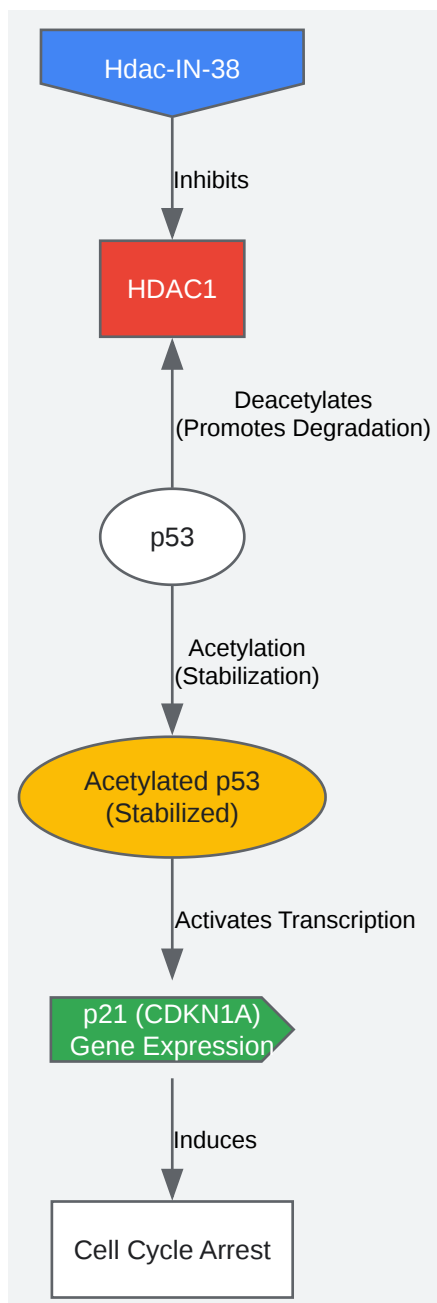 Hdac-IN-38
Inhibits
HDAC1
Deacetylates
(Promotes Degradation)
p53
Acetylation
(Stabilization)
Acetylated p53
(Stabilized)
Activates Transcription
p21 (CDKN1A)
Gene Expression
Induces
Cell Cycle Arrest